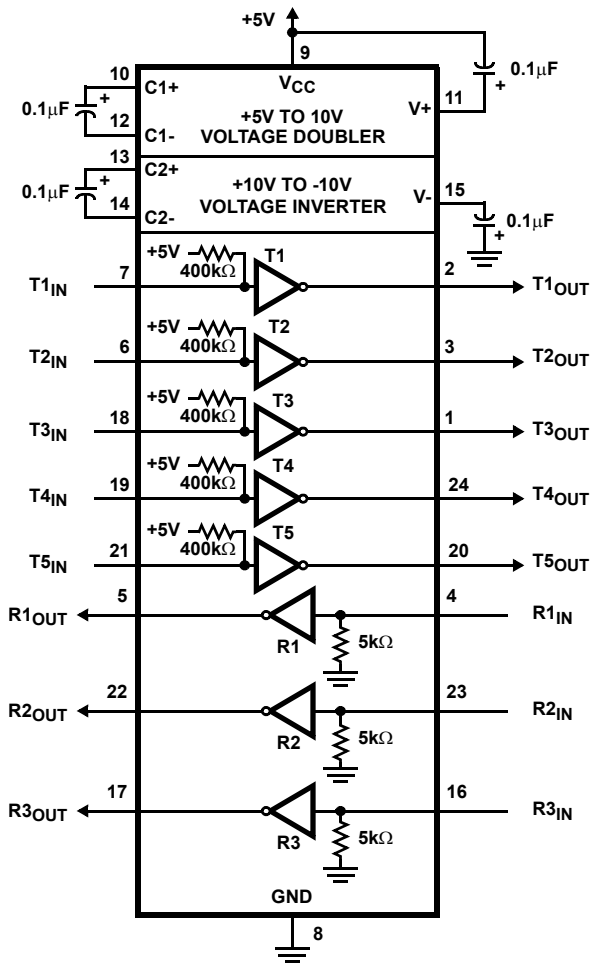 +5V
9
10
C1+
VCC
0.1μF
+
0.1μF
+
+5V TO 10V
VOLTAGE DOUBLER
V+
11
12
C1-
13
C2+
0.1μF
+
+10V TO -10V
VOLTAGE INVERTER
V-
15
14
C2-
0.1μF
+
T1IN
7
+5V
400kΩ
T1
2
T1OUT
T2IN
6
+5V
400kΩ
T2
3
T2OUT
T3IN
18
+5V
400kΩ
T3
1
T3OUT
T4IN
19
+5V
400kΩ
T4
24
T4OUT
T5IN
21
+5V
400kΩ
T5
20
T5OUT
R1OUT
5
R1
5kΩ
4
R1IN
R2OUT
22
R2
5kΩ
23
R2IN
R3OUT
17
R3
5kΩ
16
R3IN
GND
8